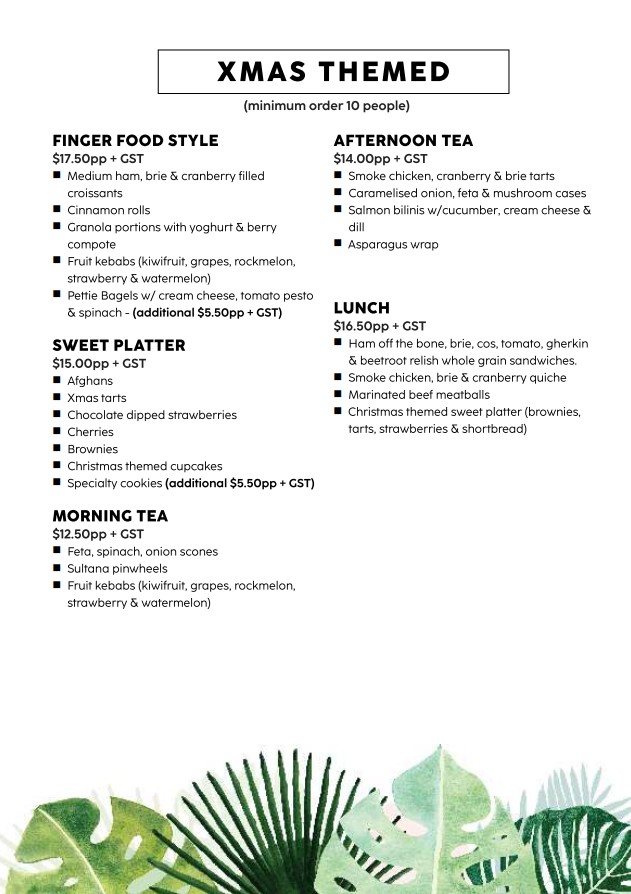 XMAS THEMED
(minimum order 10 people)
FINGER FOOD STYLE
$17.50pp + GST
■ Medium ham, brie & cranberry filled
croissants
■ Cinnamon rolls
■ Granola portions with yoghurt & berry
compote
■ Fruit kebabs (kiwifruit, grapes, rockmelon,
strawberry & watermelon)
■ Pettie Bagels w/ cream cheese, tomato pesto
& spinach - (additional $5.50pp + GST)
SWEET PLATTER
$15.00pp + GST
■ Afghans
■ Xmas tarts
■ Chocolate dipped strawberries
■ Cherries
■ Brownies
■ Christmas themed cupcakes
■ Specialty cookies (additional $5.50pp + GST)
MORNING TEA
$12.50pp + GST
■ Feta, spinach, onion scones
■ Sultana pinwheels
■ Fruit kebabs (kiwifruit, grapes, rockmelon,
strawberry & watermelon)
AFTERNOON TEA
$14.00pp + GST
■ Smoke chicken, cranberry & brie tarts
■ Caramelised onion, feta & mushroom cases
■ Salmon bilinis w/cucumber, cream cheese &
dill
■ Asparagus wrap
LUNCH
$16.50pp + GST
■ Ham off the bone, brie, cos, tomato, gherkin
& beetroot relish whole grain sandwiches.
■ Smoke chicken, brie & cranberry quiche
■ Marinated beef meatballs
■ Christmas themed sweet platter (brownies,
tarts, strawberries & shortbread)